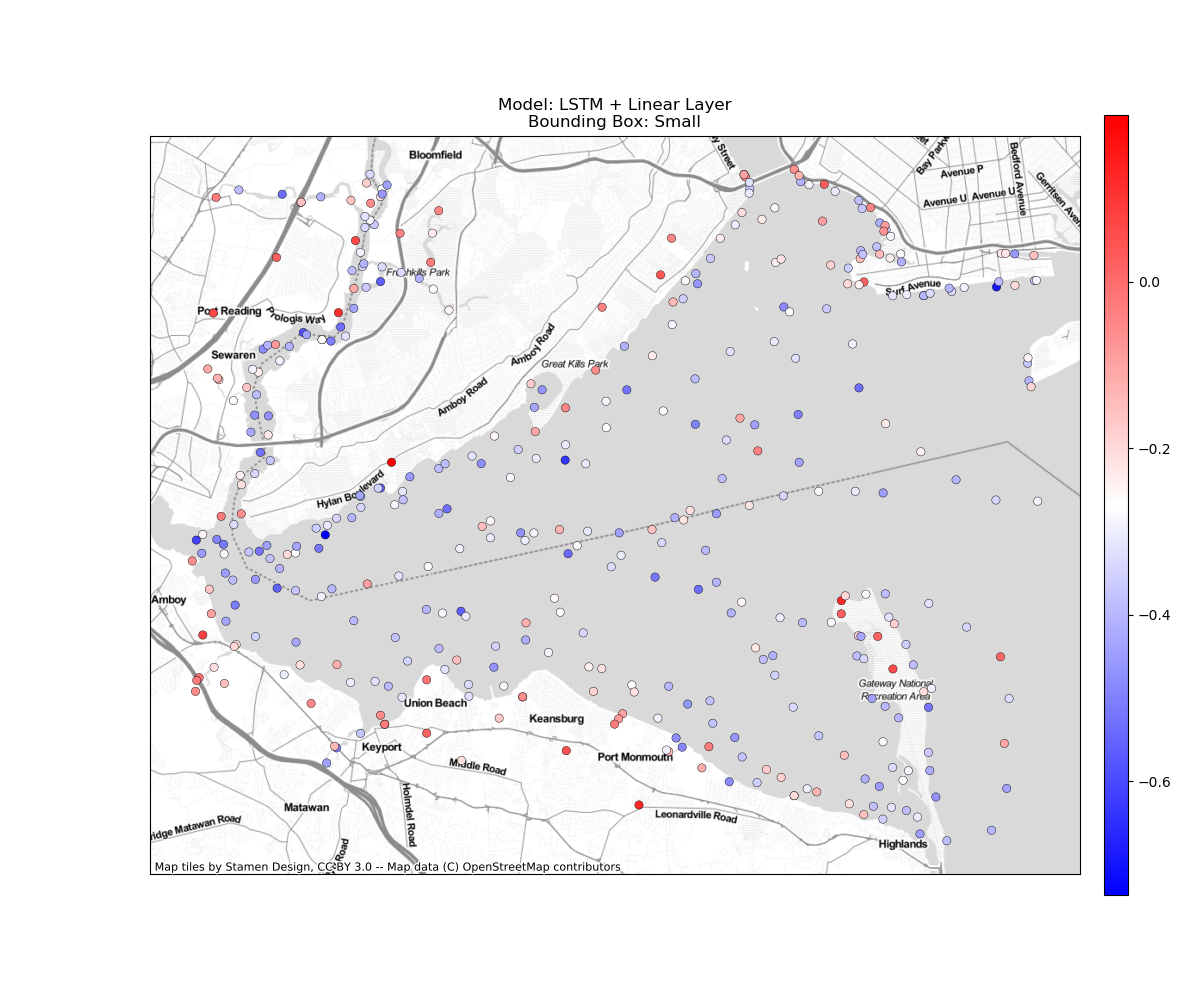 Model: LSTM + Linear Layer
Bounding Box: Small
Bloomfield
Street
Bay Parkw
Avenue P
Bedford Avenue
Avenue U
Avenue U
Gerritsen Aven
Freshkills Park
0.0
Surf Avenue
Port Reading
Prologis Way
Sewaren
Amboy Road
Great Kills Park
Amboy Road
−0.2
Hylan Boulevard
Amboy
−0.4
Gateway National
Recreation Area
Union Beach
Keansburg
Keyport
Port Monmouth
Middle Road
−0.6
Matawan
Holmdel Road
Leonardville Road
ridge Matawan Road
Road
Highlands
Map tiles by Stamen Design, CC BY 3.0 -- Map data (C) OpenStreetMap contributors